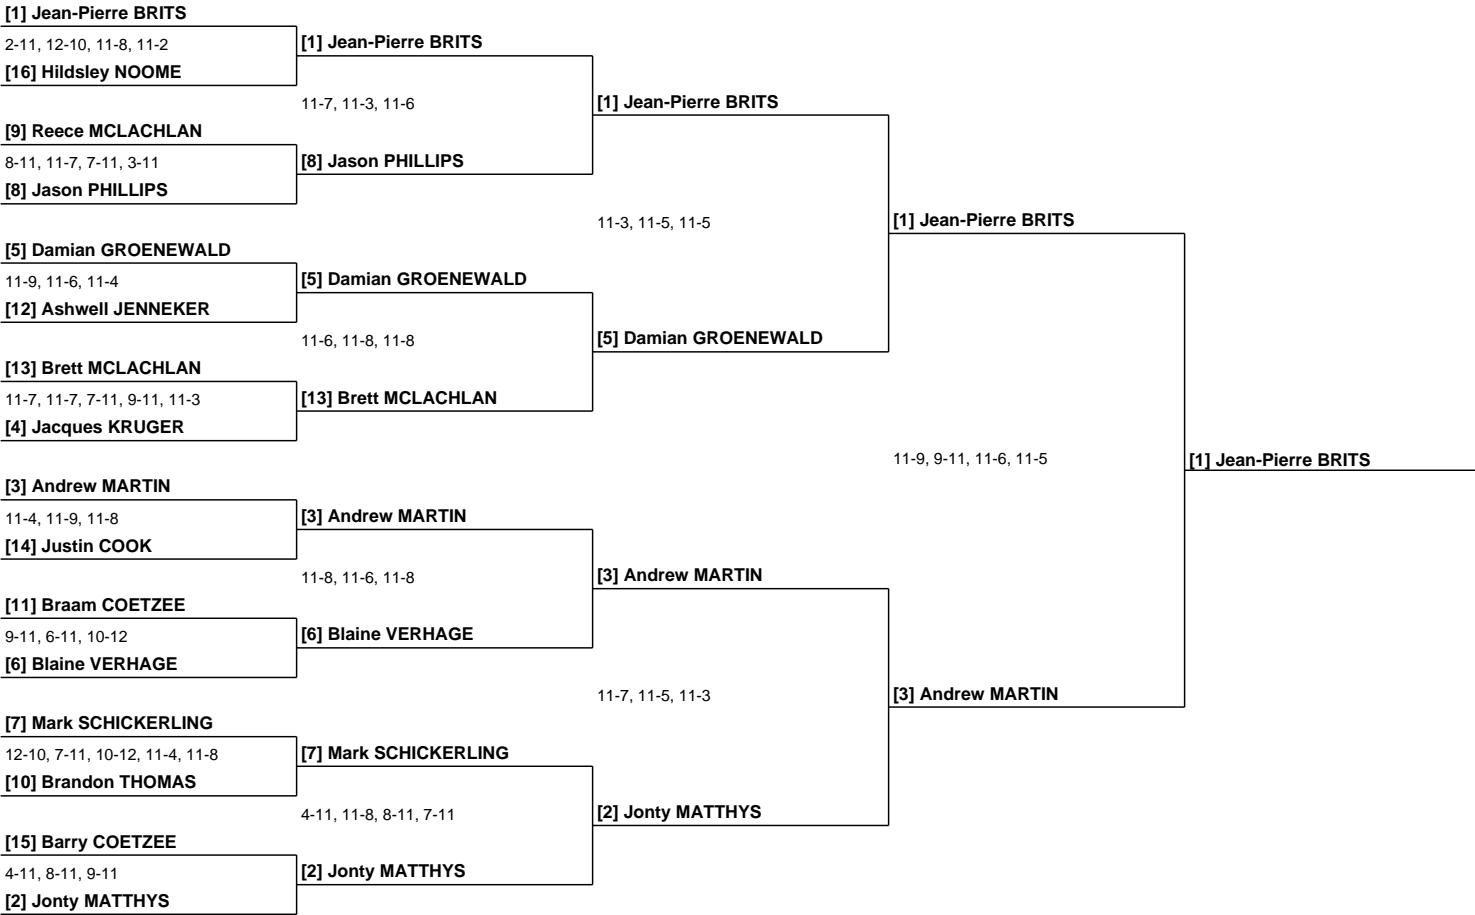 [1] Jean-Pierre BRITS
2-11, 12-10, 11-8, 11-2
[16] Hildsley NOOME
[9] Reece MCLACHLAN
8-11, 11-7, 7-11, 3-11
[8] Jason PHILLIPS
[5] Damian GROENEWALD
11-9, 11-6, 11-4
[12] Ashwell JENNEKER
[13] Brett MCLACHLAN
11-7, 11-7, 7-11, 9-11, 11-3
[4] Jacques KRUGER
[3] Andrew MARTIN
11-4, 11-9, 11-8
[14] Justin COOK
[11] Braam COETZEE
9-11, 6-11, 10-12
[6] Blaine VERHAGE
[7] Mark SCHICKERLING
12-10, 7-11, 10-12, 11-4, 11-8
[10] Brandon THOMAS
[15] Barry COETZEE
4-11, 8-11, 9-11
[2] Jonty MATTHYS
[1] Jean-Pierre BRITS
11-7, 11-3, 11-6
[8] Jason PHILLIPS
[5] Damian GROENEWALD
11-6, 11-8, 11-8
[13] Brett MCLACHLAN
[3] Andrew MARTIN
11-8, 11-6, 11-8
[6] Blaine VERHAGE
[7] Mark SCHICKERLING
4-11, 11-8, 8-11, 7-11
[2] Jonty MATTHYS
[1] Jean-Pierre BRITS
11-3, 11-5, 11-5
[5] Damian GROENEWALD
[3] Andrew MARTIN
11-7, 11-5, 11-3
[2] Jonty MATTHYS
[1] Jean-Pierre BRITS
11-9, 9-11, 11-6, 11-5
[3] Andrew MARTIN
[1] Jean-Pierre BRITS